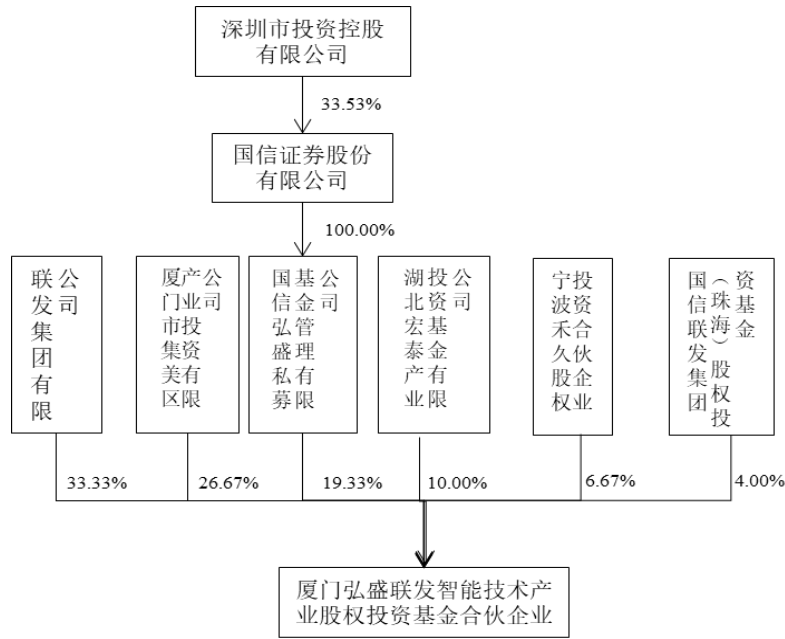 深圳市投资控股
有限公司
33.53%
国信证券股份
有限公司
100.00%
联发集团有限
公司
厦门市集美区
产业投资有限
公司
国信弘盛私募
基金管理有限
公司
湖北宏泰产业
投资基金有限
公司
宁波禾久股权
投资合伙企业
国信联发集团
（珠海）股权投
资基金
33.33%
26.67%
19.33%
10.00%
6.67%
4.00%
厦门弘盛联发智能技术产
业股权投资基金合伙企业